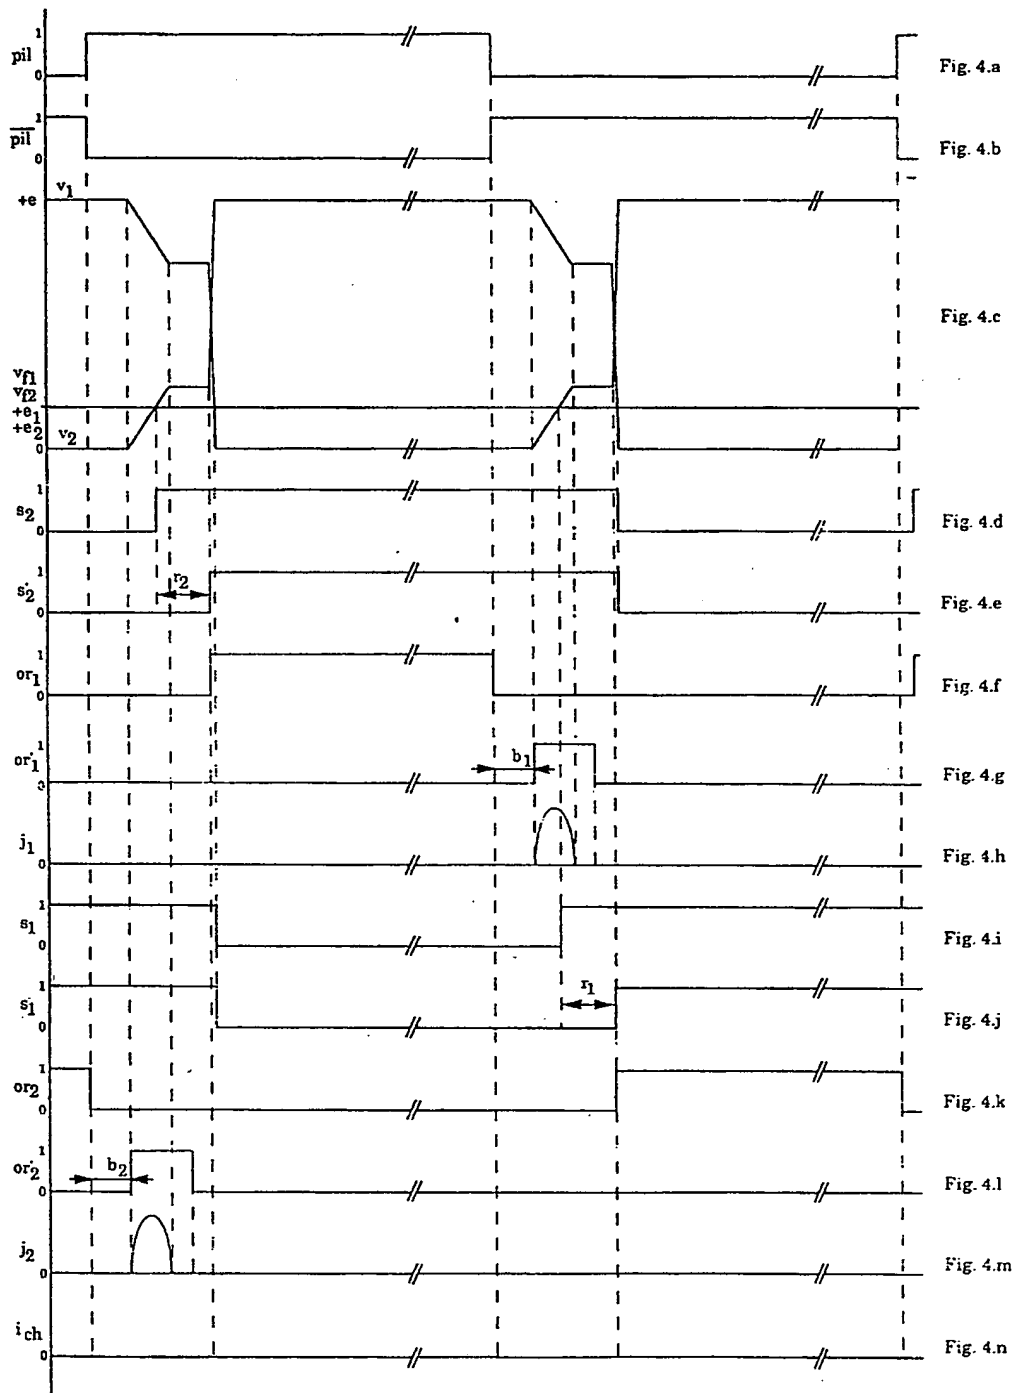 1
pil
0
Fig. 4.a
1
pil
0
Fig. 4.b
+e
v1
Fig. 4.c
vf1
vf2
+e1
+e2
0
v2
1
s2
0
Fig. 4.d
1
s'2
0
r2
Fig. 4.e
1
or1
0
Fig. 4.f
1
or'1
0
b1
Fig. 4.g
j1
0
Fig. 4.h
1
s1
0
Fig. 4.i
1
s'1
0
r1
Fig. 4.j
1
or2
0
Fig. 4.k
1
or'2
0
b2
Fig. 4.l
j2
0
Fig. 4.m
ich
0
Fig. 4.n